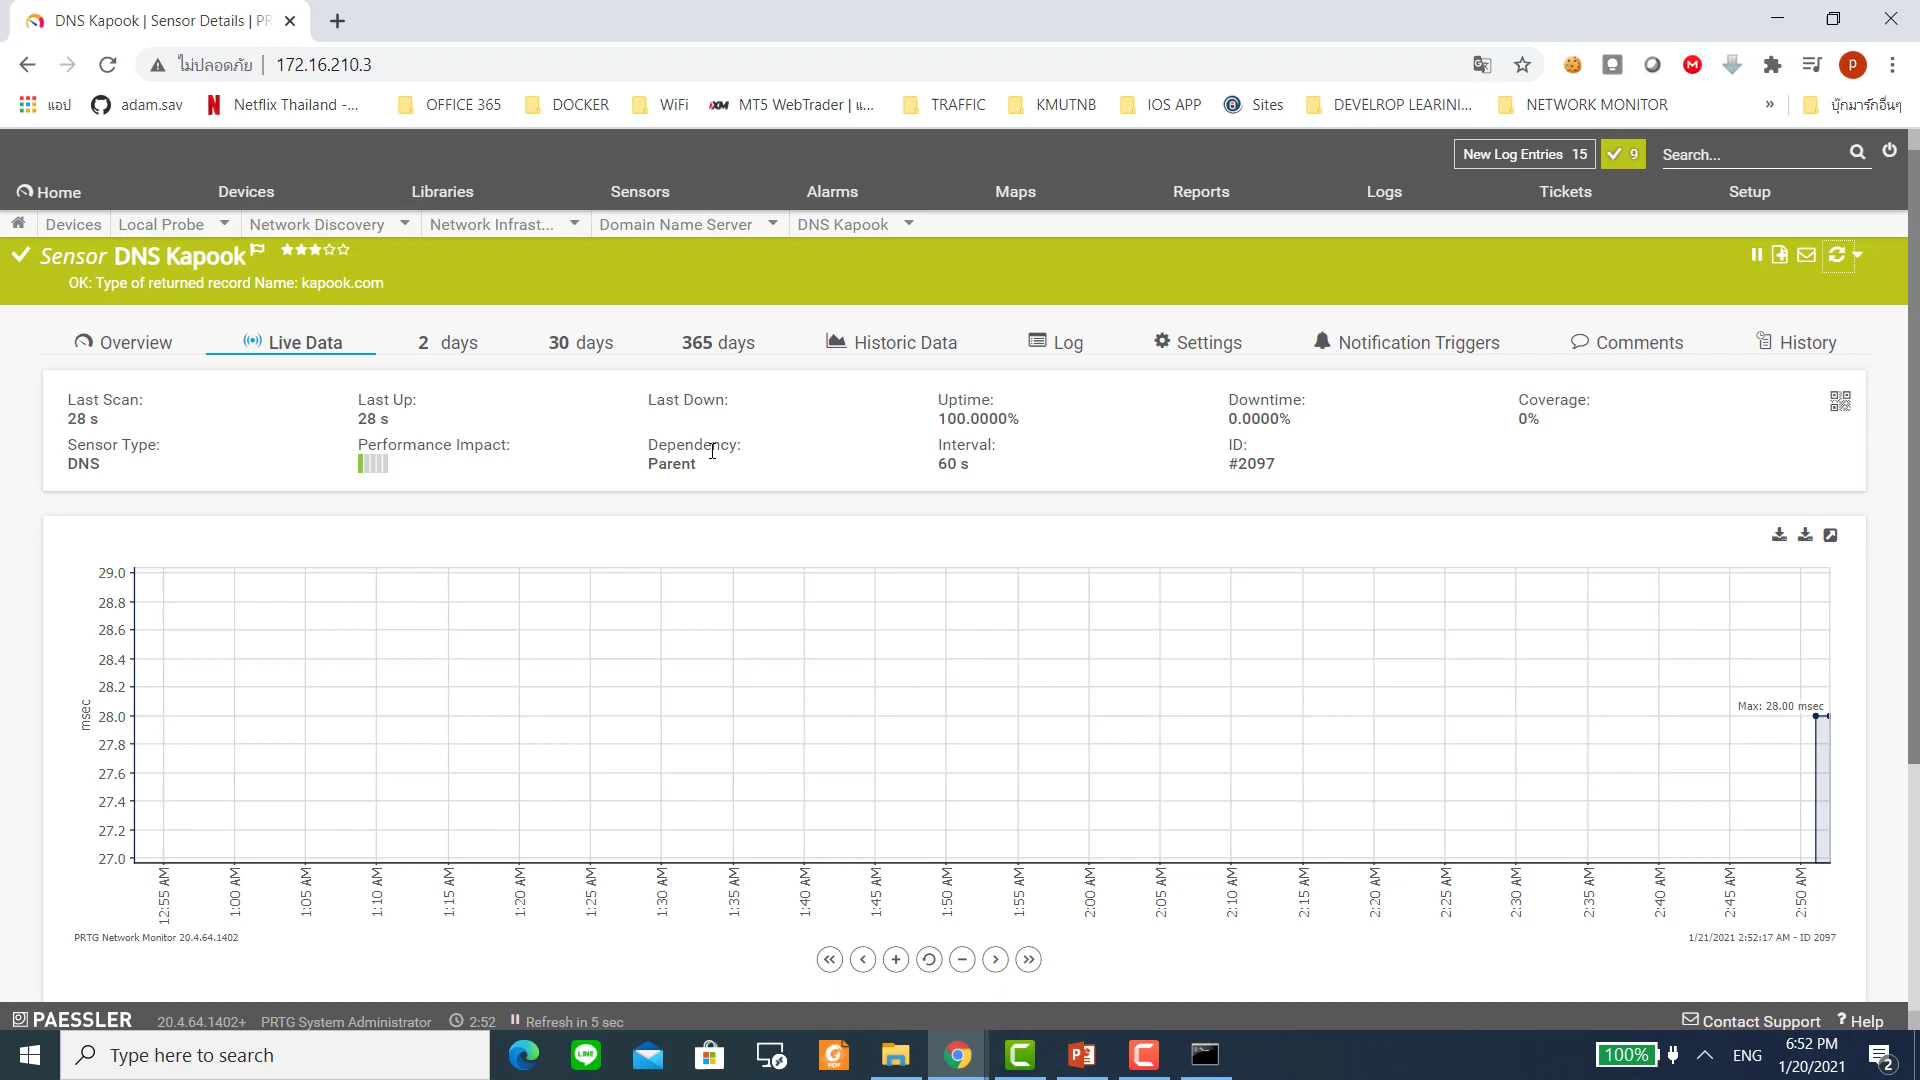 DNS Kapook | Sensor Details | PR
ไม่ปลอดภัย 172.16.210.3
P
แอป adam.sav Netflix Thailand -... OFFICE 365 DOCKER WiFi XM MT5 WebTrader | แ... TRAFFIC KMUTNB IOS APP Sites DEVELROP LEARINI... NETWORK MONITOR » บุ๊กมาร์กอื่นๆ
New Log Entries 15 9 Search...
Home Devices Libraries Sensors Alarms Maps Reports Logs Tickets Setup
Devices Local Probe Network Discovery Network Infrast... Domain Name Server DNS Kapook
Sensor DNS Kapook
OK: Type of returned record Name: kapook.com
Overview Live Data 2 days 30 days 365 days Historic Data Log Settings Notification Triggers Comments History
Last Scan: Last Up: Last Down: Uptime: Downtime: Coverage:
28 s 28 s 100.0000% 0.0000% 0%
Sensor Type: Performance Impact: Dependency: Interval: ID:
DNS Parent 60 s #2097
29.0
28.8
28.6
28.4
28.2
28.0
27.8
27.6
27.4
27.2
27.0
msec
Max: 28.00 msec
12:55 AM 1:00 AM 1:05 AM 1:10 AM 1:15 AM 1:20 AM 1:25 AM 1:30 AM 1:35 AM 1:40 AM 1:45 AM 1:50 AM 1:55 AM 2:00 AM 2:05 AM 2:10 AM 2:15 AM 2:20 AM 2:25 AM 2:30 AM 2:35 AM 2:40 AM 2:45 AM 2:50 AM
PRTG Network Monitor 20.4.64.1402 1/21/2021 2:52:17 AM - ID 2097
PAESSLER 20.4.64.1402+ PRTG System Administrator 2:52 Refresh in 5 sec Contact Support ? Help
Type here to search LINE PDF 100% ENG 6:52 PM
1/20/2021 2